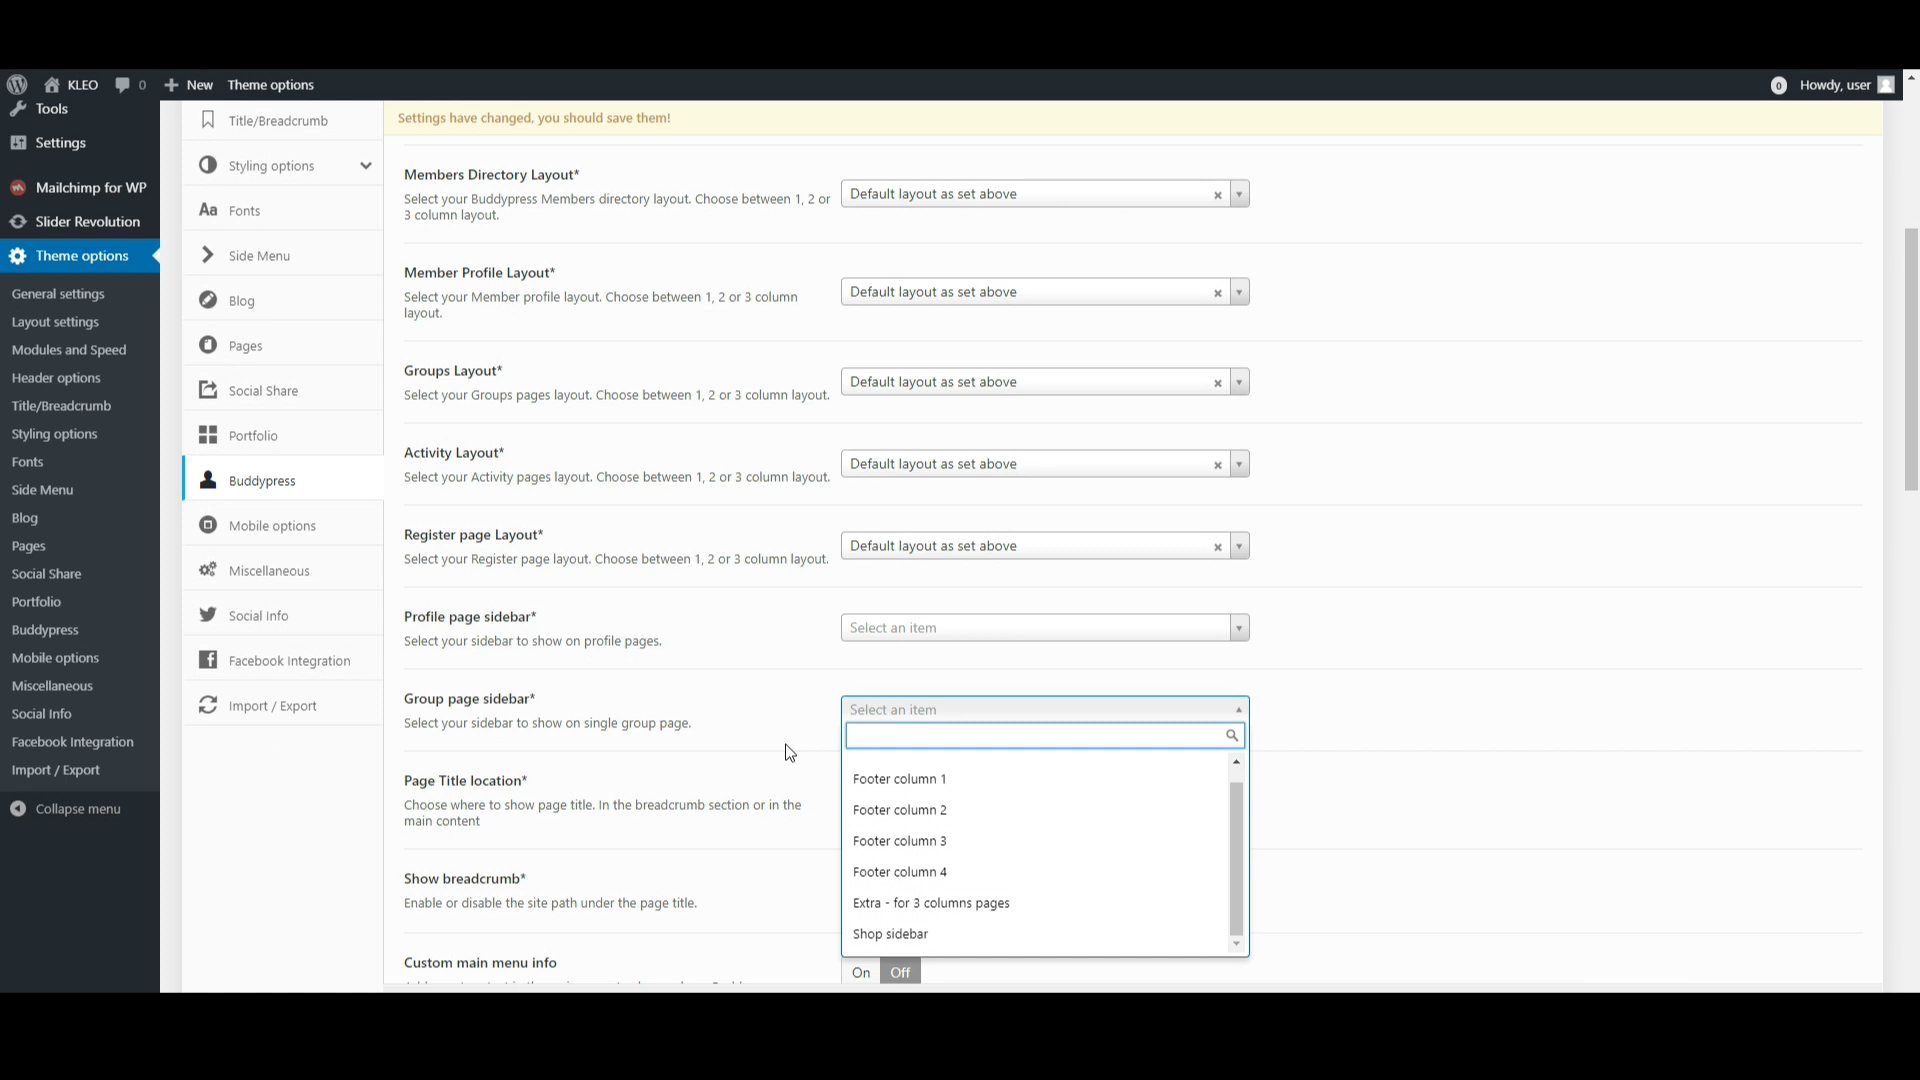 KLEO 0 New Theme options 0 Howdy, user
Tools
Settings
Mailchimp for WP
Slider Revolution
Theme options
General settings
Layout settings
Modules and Speed
Header options
Title/Breadcrumb
Styling options
Fonts
Side Menu
Blog
Pages
Social Share
Portfolio
Buddypress
Mobile options
Miscellaneous
Social Info
Facebook Integration
Import / Export
Collapse menu
Title/Breadcrumb
Styling options
Aa Fonts
Side Menu
Blog
Pages
Social Share
Portfolio
Buddypress
Mobile options
Miscellaneous
Social Info
Facebook Integration
Import / Export
Settings have changed, you should save them!
Members Directory Layout*
Select your Buddypress Members directory layout. Choose between 1, 2 or
3 column layout.
Default layout as set above
Member Profile Layout*
Select your Member profile layout. Choose between 1, 2 or 3 column
layout.
Default layout as set above
Groups Layout*
Select your Groups pages layout. Choose between 1, 2 or 3 column layout.
Default layout as set above
Activity Layout*
Select your Activity pages layout. Choose between 1, 2 or 3 column layout.
Default layout as set above
Register page Layout*
Select your Register page layout. Choose between 1, 2 or 3 column layout.
Default layout as set above
Profile page sidebar*
Select your sidebar to show on profile pages.
Select an item
Group page sidebar*
Select your sidebar to show on single group page.
Select an item
Footer column 1
Footer column 2
Footer column 3
Footer column 4
Extra - for 3 columns pages
Shop sidebar
Page Title location*
Choose where to show page title. In the breadcrumb section or in the
main content
Show breadcrumb*
Enable or disable the site path under the page title.
Custom main menu info
On Off